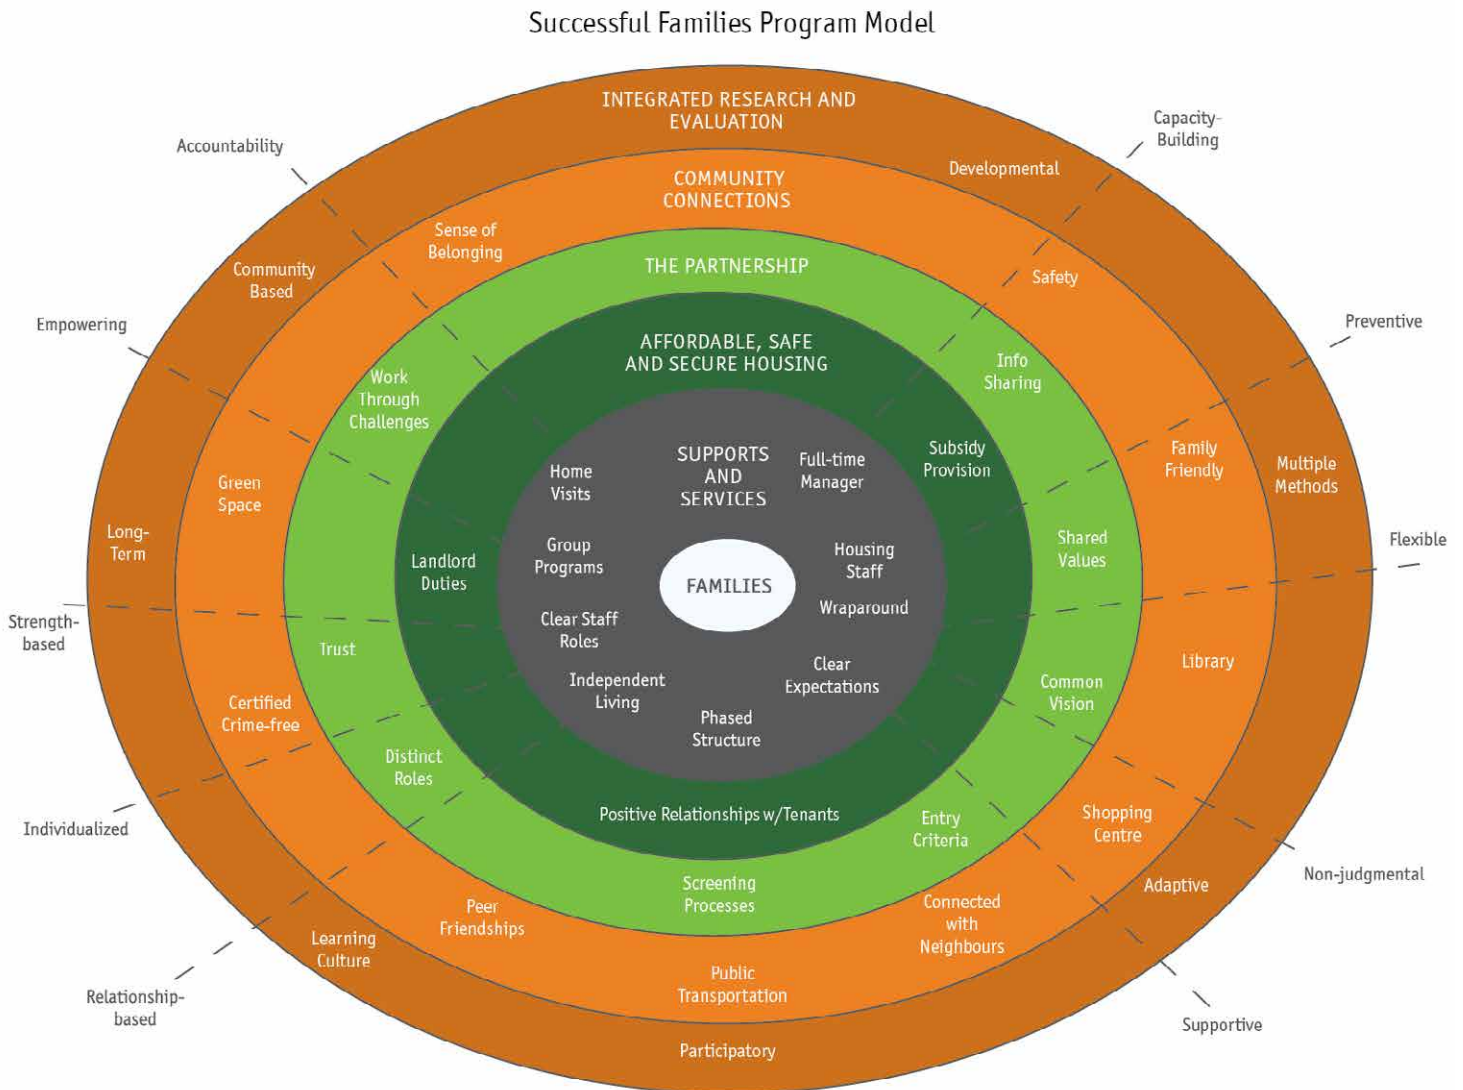 Successful Families Program Model
INTEGRATED RESEARCH AND
EVALUATION
Developmental
Multiple
Methods
Adaptive
Participatory
Learning
Culture
Long-
Term
Community
Based
COMMUNITY
CONNECTIONS
Safety
Family
Friendly
Library
Shopping
Centre
Connected
with
Neighbours
Public
Transportation
Peer
Friendships
Certified
Crime-free
Green
Space
Sense of
Belonging
THE PARTNERSHIP
Info
Sharing
Shared
Values
Common
Vision
Entry
Criteria
Screening
Processes
Distinct
Roles
Trust
Work
Through
Challenges
AFFORDABLE, SAFE
AND SECURE HOUSING
Subsidy
Provision
Positive Relationships w/Tenants
Landlord
Duties
SUPPORTS
AND
SERVICES
Full-time
Manager
Housing
Staff
Wraparound
Clear
Expectations
Phased
Structure
Independent
Living
Clear Staff
Roles
Group
Programs
Home
Visits
FAMILIES
Capacity-
Building
Preventive
Flexible
Non-judgmental
Supportive
Relationship-
based
Individualized
Strength-
based
Empowering
Accountability